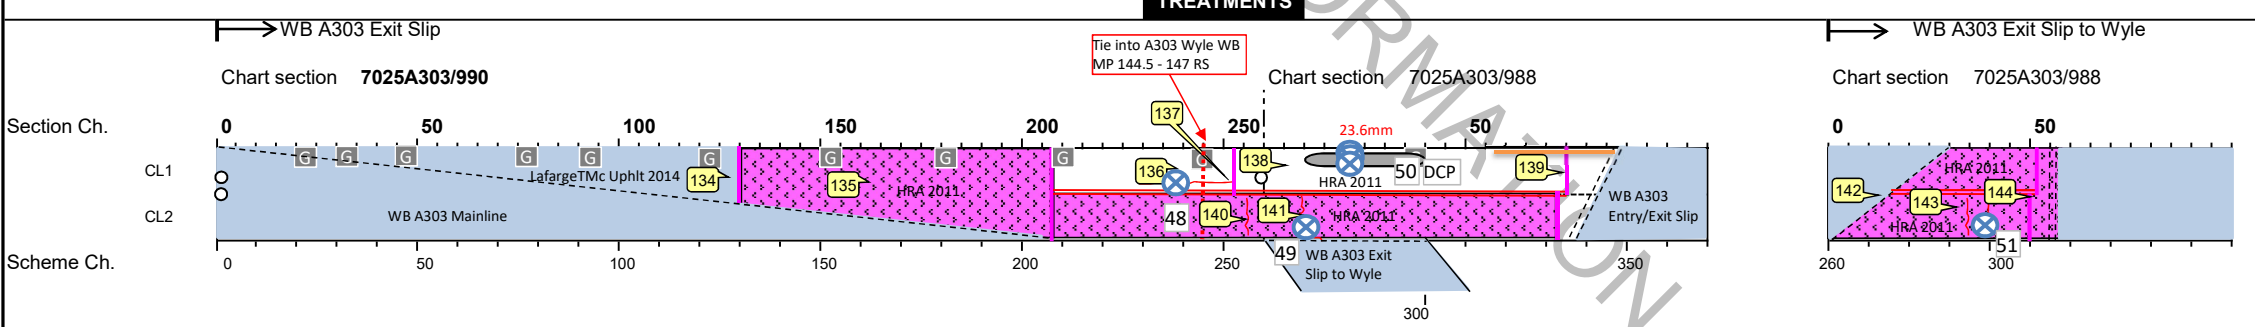 TREATMENTS
WB A303 Exit Slip
WB A303 Exit Slip to Wyle
Tie into A303 Wyle WB
MP 144.5 - 147 RS
Chart section 7025A303/990
Chart section 7025A303/988
Chart section 7025A303/988
Section Ch.
0 50 100 150 200 250 50
0 50
137
23.6mm
G G G G G G G G G
CL1
136
138
139
LafargeTMc Uphlt 2014
134
135
HRA 2011
HRA 2011
50 DCP
HRA 2011
142
144
143
WB A303
Entry/Exit Slip
CL2
WB A303 Mainline
48
140
141
HRA 2011
HRA 2011
51
49
WB A303 Exit
Slip to Wyle
Scheme Ch.
0 50 100 150 200 250 350
260 300
300
ORMATION